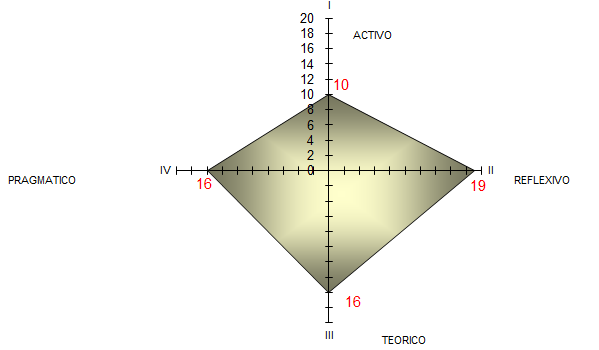 I
20
ACTIVO
18
16
14
12
10
10
8
6
4
2
0
IV
II
PRAGMATICO
16
19
REFLEXIVO
16
III
TEORICO